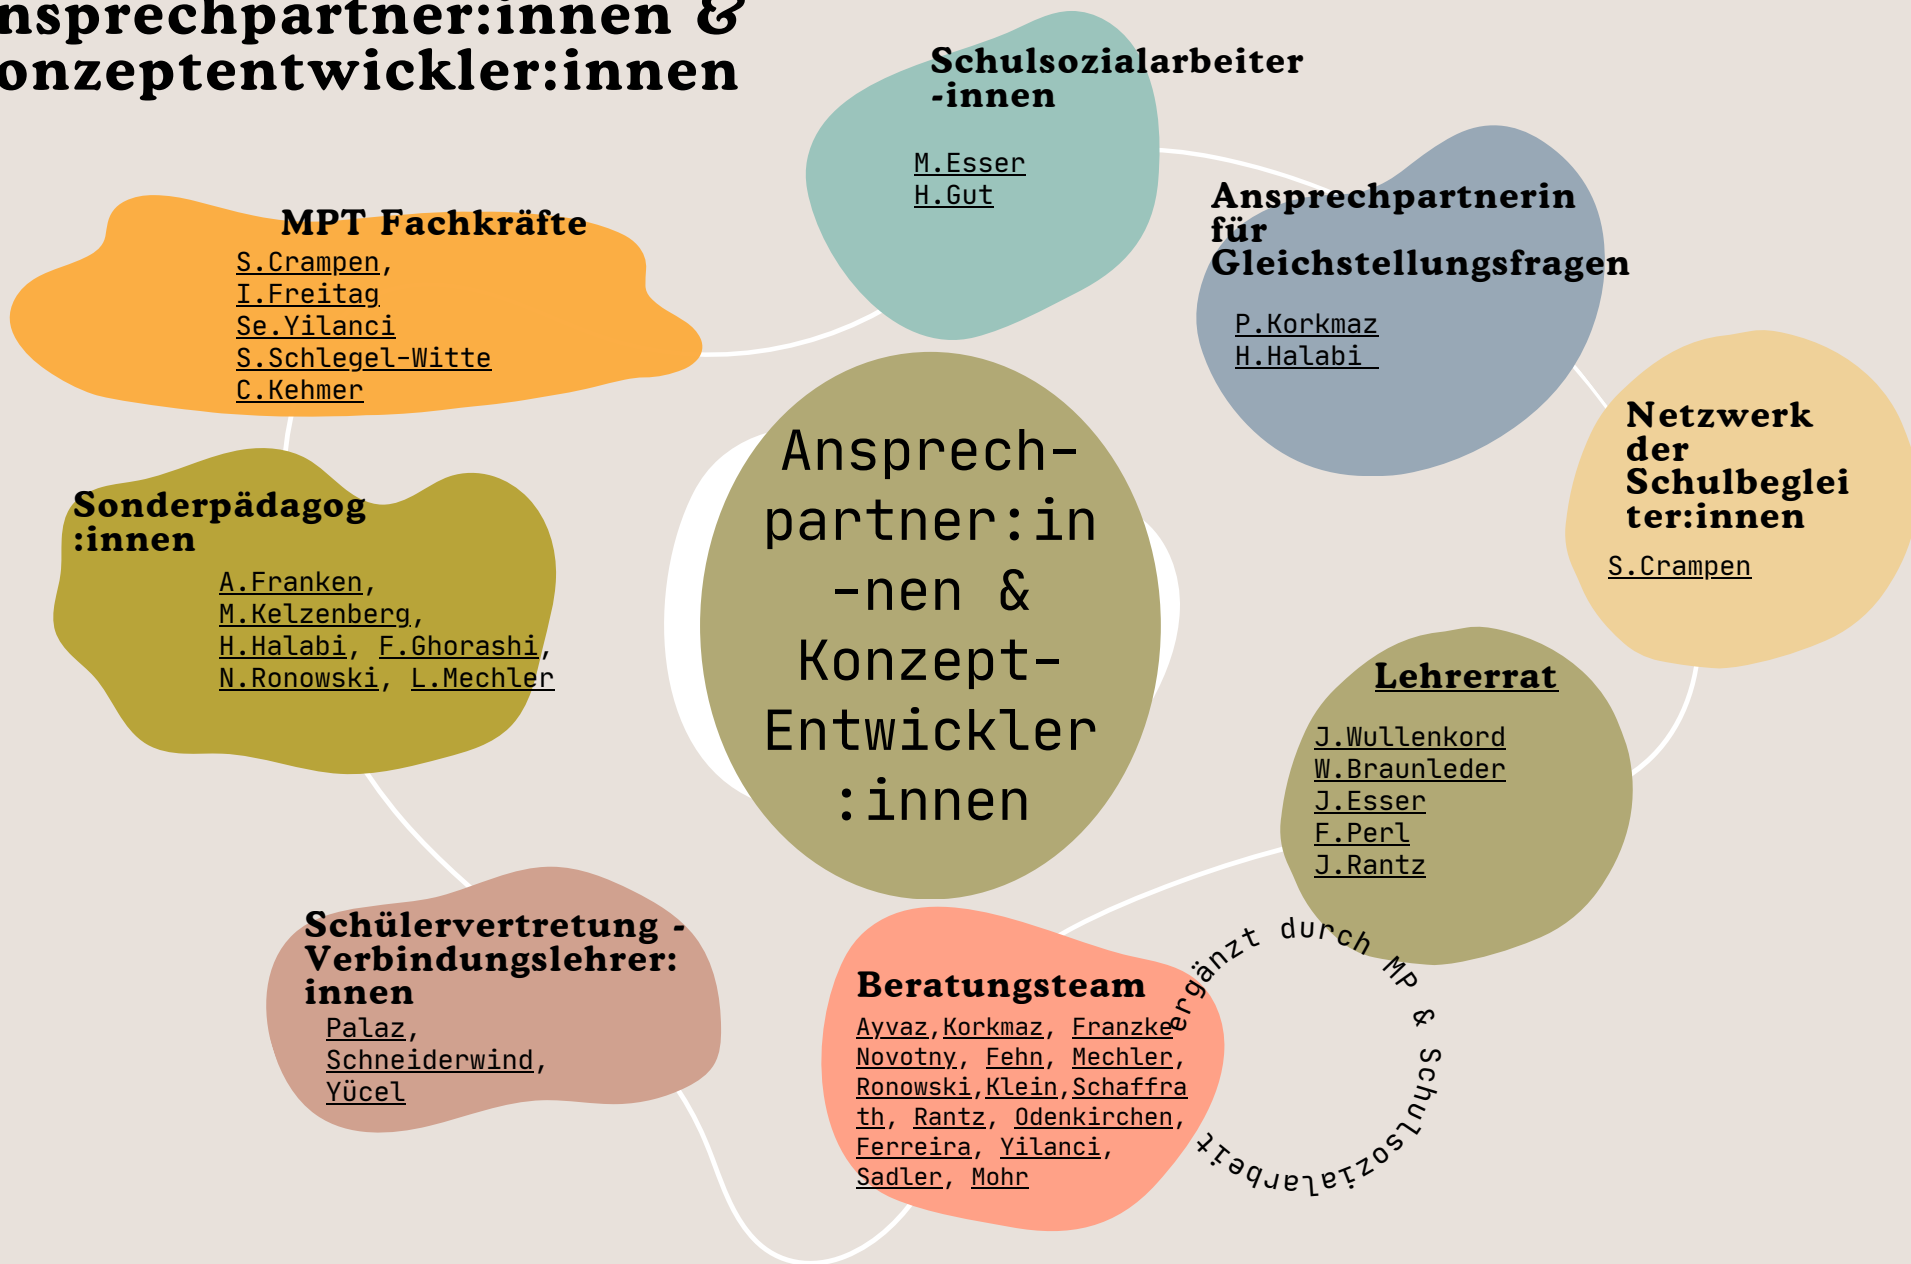 nsprechpartner:innen &
onzeptentwickler:innen
Schulsozialarbeiter
-innen
M.Esser
H.Gut
Ansprechpartnerin
für
Gleichstellungsfragen
P.Korkmaz
H.Halabi
MPT Fachkräfte
S.Crampen,
I.Freitag
Se.Yilanci
S.Schlegel-Witte
C.Kehmer
Netzwerk
der
Schulbeglei
ter:innen
S.Crampen
Ansprech-
partner:in
-nen &
Konzept-
Entwickler
:innen
Sonderpädagog
:innen
A.Franken,
M.Kelzenberg,
H.Halabi, F.Ghorashi,
N.Ronowski, L.Mechler
Lehrerrat
J.Wullenkord
W.Braunleder
J.Esser
F.Perl
J.Rantz
Schülervertretung -
Verbindungslehrer:
innen
Palaz,
Schneiderwind,
Yücel
Beratungsteam
Ayvaz,Korkmaz, Franzke
Novotny, Fehn, Mechler,
Ronowski,Klein,Schaffra
th, Rantz, Odenkirchen,
Ferreira, Yilanci,
Sadler, Mohr
ergänzt durch MP & Schulsozialarbeit